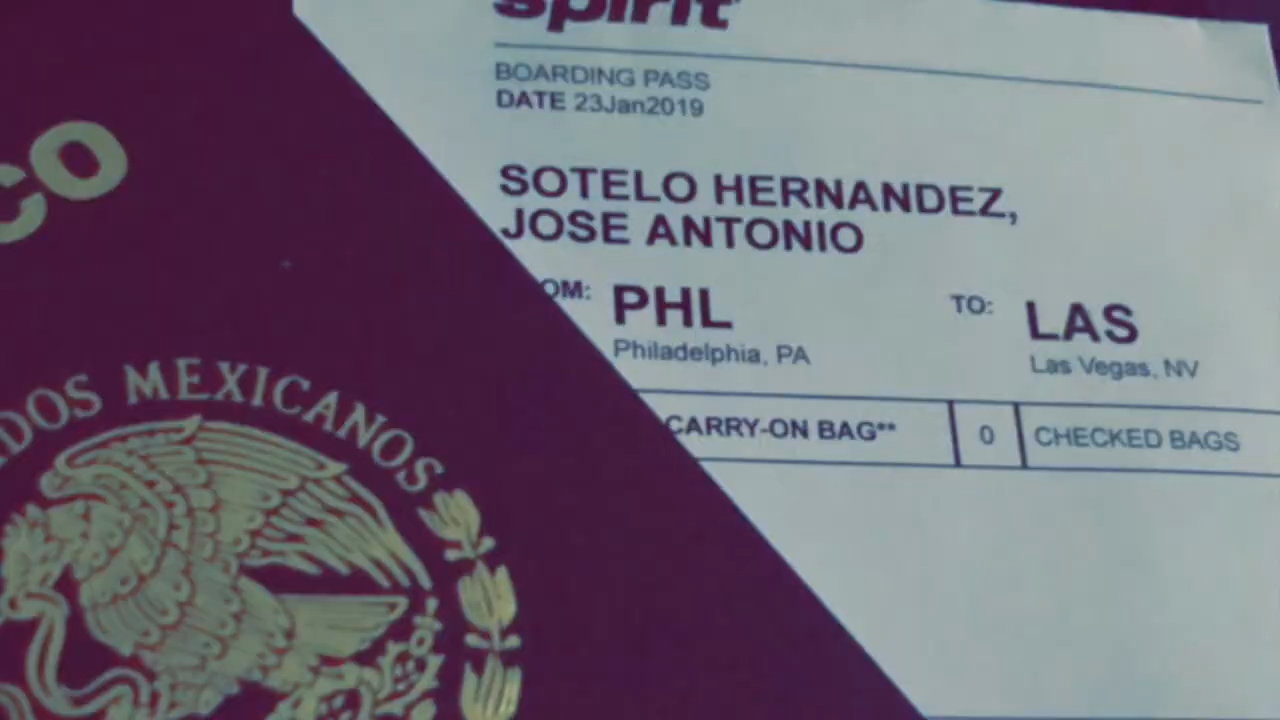 spirit
BOARDING PASS
DATE 23Jan2019
SOTELO HERNANDEZ,
JOSE ANTONIO
OM: PHL TO: LAS
Philadelphia, PA Las Vegas, NV
CARRY-ON BAG** 0 CHECKED BAGS
CO
DOS MEXICANOS